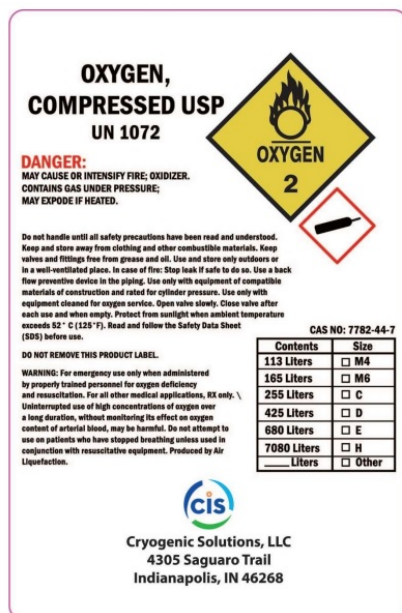 OXYGEN,
COMPRESSED USP
UN 1072
OXYGEN
2
DANGER:
MAY CAUSE OR INTENSIFY FIRE; OXIDIZER.
CONTAINS GAS UNDER PRESSURE;
MAY EXPODE IF HEATED.
Do not handle until all safety precautions have been read and understood.
Keep and store away from clothing and other combustible materials. Keep
valves and fittings free from grease and oil. Use and store only outdoors or
in a well-ventilated place. In case of fire: Stop leak if safe to do so. Use a back
flow preventive device in the piping. Use only with equipment of compatible
materials of construction and rated for cylinder pressure. Use only with
equipment cleaned for oxygen service. Open valve slowly. Close valve after
each use and when empty. Protect from sunlight when ambient temperature
exceeds 52° C (125°F). Read and follow the Safety Data Sheet
(SDS) before use.
DO NOT REMOVE THIS PRODUCT LABEL.
WARNING: For emergency use only when administered
by properly trained personnel for oxygen deficiency
and resuscitation. For all other medical applications, RX only. \
Uninterrupted use of high concentrations of oxygen over
a long duration, without monitoring its effect on oxygen
content of arterial blood, may be harmful. Do not attempt to
use on patients who have stopped breathing unless used in
conjunction with resuscitative equipment. Produced by Air
Liquefaction.
CAS NO: 7782-44-7
Contents Size
113 Liters □ M4
165 Liters □ M6
255 Liters □ C
425 Liters □ D
680 Liters □ E
7080 Liters □ H
____ Liters □ Other
cis
Cryogenic Solutions, LLC
4305 Saguaro Trail
Indianapolis, IN 46268